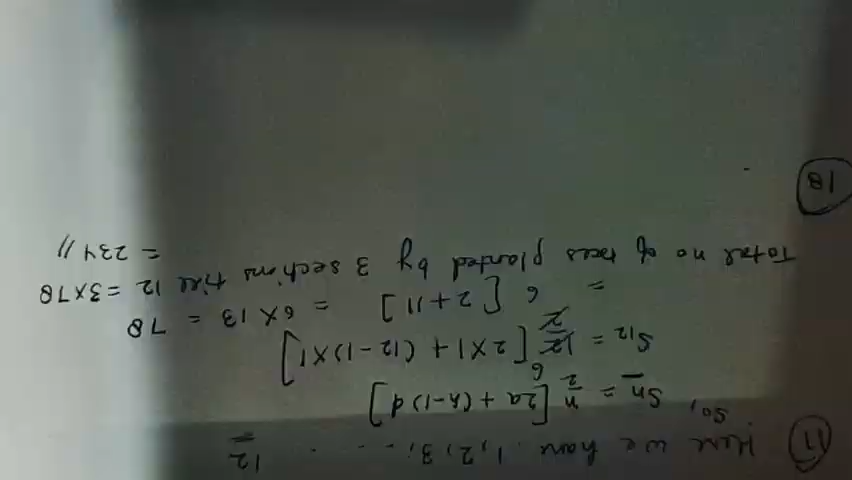 (17) Here we have 1, 2, 3, - - . . . 12
So, Sn = n/2 [2a + (n-1) d]
S12 = 12/2 [2×1 + (12-1)×1] 6
= 6 [2+11] = 6×13 = 78
Total no of trees planted by 3 sections till 12 = 3×78
= 234 //
(18)